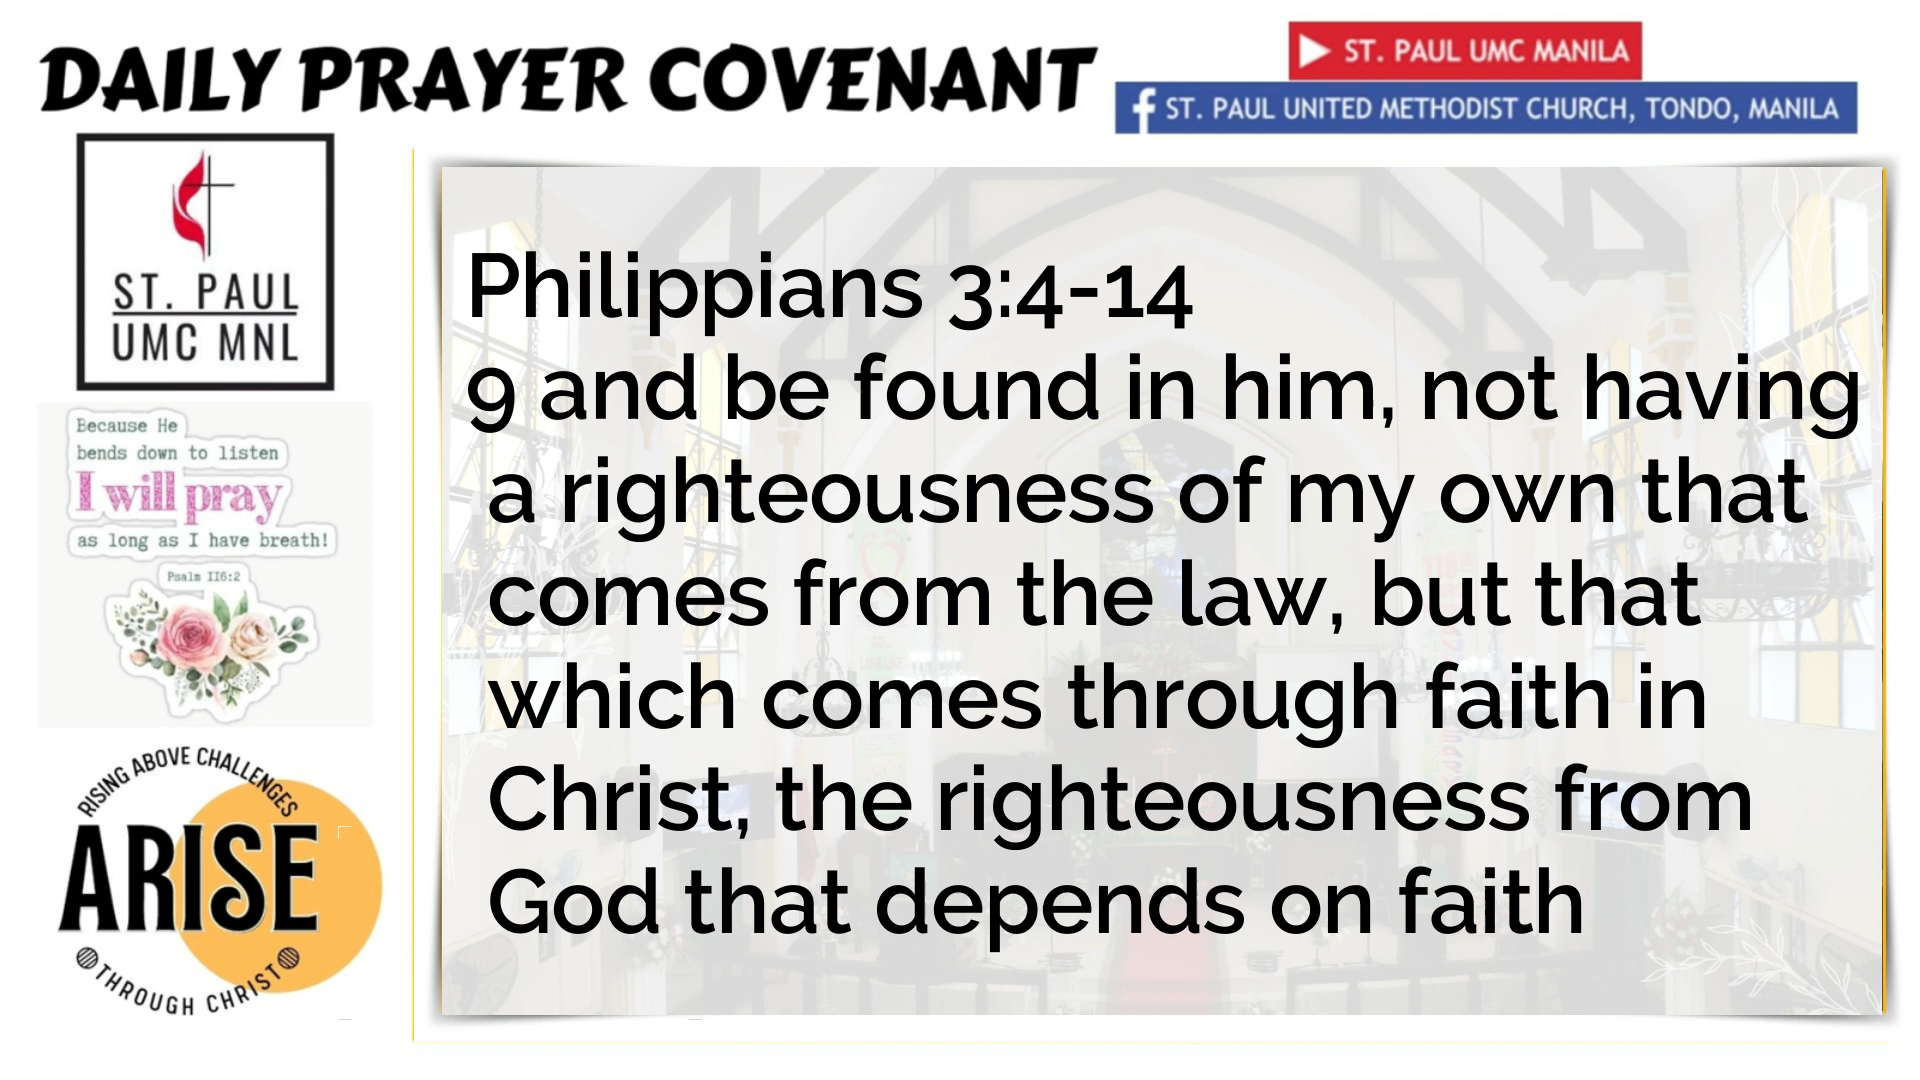 DAILY PRAYER COVENANT
ST. PAUL UMC MANILA
ST. PAUL UNITED METHODIST CHURCH, TONDO, MANILA
ST. PAUL
UMC MNL
Because He
bends down to listen
I will pray
as long as I have breath!
Psalm 116:2
RISING ABOVE CHALLENGES
ARISE
THROUGH CHRIST
Philippians 3:4-14
9 and be found in him, not having
a righteousness of my own that
comes from the law, but that
which comes through faith in
Christ, the righteousness from
God that depends on faith